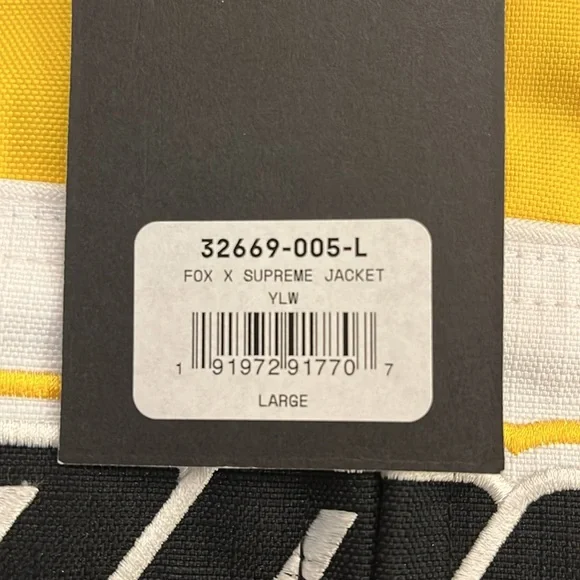 32669-005-L
FOX X SUPREME JACKET
YLW
1 91972 91770 7
LARGE